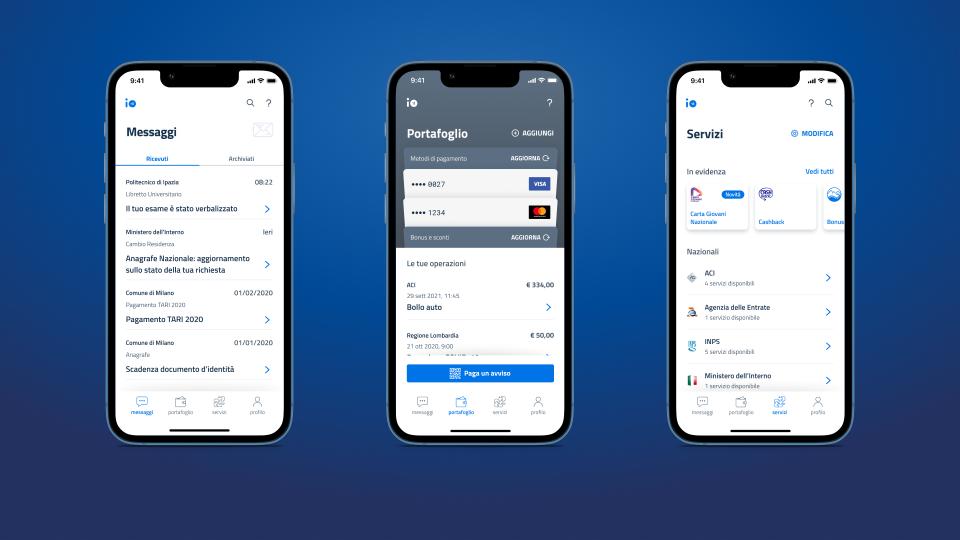 9:41
io
Messaggi
Ricevuti
Archiviati
Politecnico di Ipazia
08:22
Libretto Universitario
Il tuo esame è stato verbalizzato
Ministero dell'Interno
Ieri
Cambio Residenza
Anagrafe Nazionale: aggiornamento
sullo stato della tua richiesta
Comune di Milano
01/02/2020
Pagamento TARI 2020
Pagamento TARI 2020
Comune di Milano
01/01/2020
Anagrafe
Scadenza documento d'identità
messaggi
portafoglio
servizi
profilo
9:41
io
Portafoglio
AGGIUNGI
Metodi di pagamento
AGGIORNA
•••• 0027
VISA
•••• 1234
Bonus e sconti
AGGIORNA
Le tue operazioni
ACI
€ 334,00
29 sett 2021, 11:45
Bollo auto
Regione Lombardia
€ 50,00
21 ott 2020, 9:00
Paga un avviso
messaggi
portafoglio
servizi
profilo
9:41
io
Servizi
MODIFICA
In evidenza
Vedi tutti
Novità
Carta Giovani
Nazionale
Cashback
Bonus
Nazionali
ACI
4 servizi disponibili
Agenzia delle Entrate
1 servizio disponibile
INPS
5 servizi disponibili
Ministero dell'Interno
1 servizio disponibile
messaggi
portafoglio
servizi
profilo